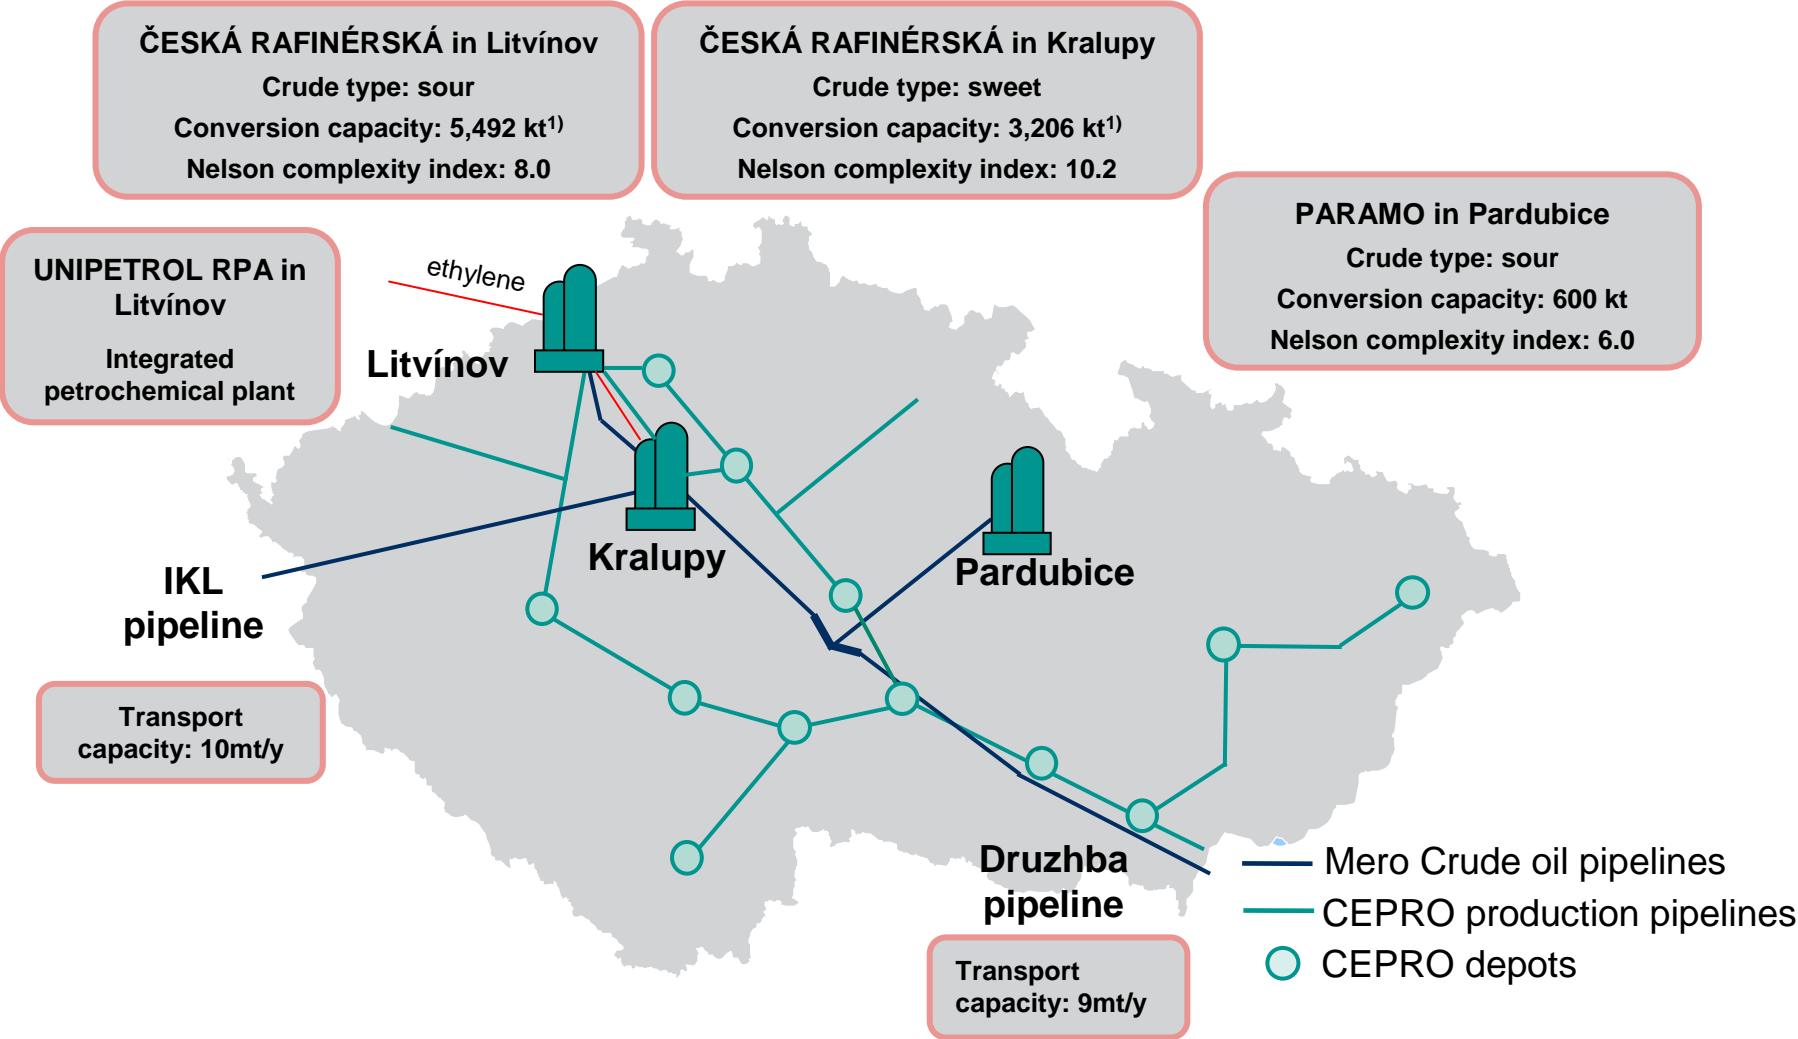 ČESKÁ RAFINÉRSKÁ in Litvínov
Crude type: sour
Conversion capacity: 5,492 kt¹⁾
Nelson complexity index: 8.0
ČESKÁ RAFINÉRSKÁ in Kralupy
Crude type: sweet
Conversion capacity: 3,206 kt¹⁾
Nelson complexity index: 10.2
PARAMO in Pardubice
Crude type: sour
Conversion capacity: 600 kt
Nelson complexity index: 6.0
UNIPETROL RPA in
Litvínov
Integrated
petrochemical plant
ethylene
Litvínov
Kralupy
Pardubice
IKL
pipeline
Transport
capacity: 10mt/y
Druzhba
pipeline
Transport
capacity: 9mt/y
Mero Crude oil pipelines
CEPRO production pipelines
CEPRO depots